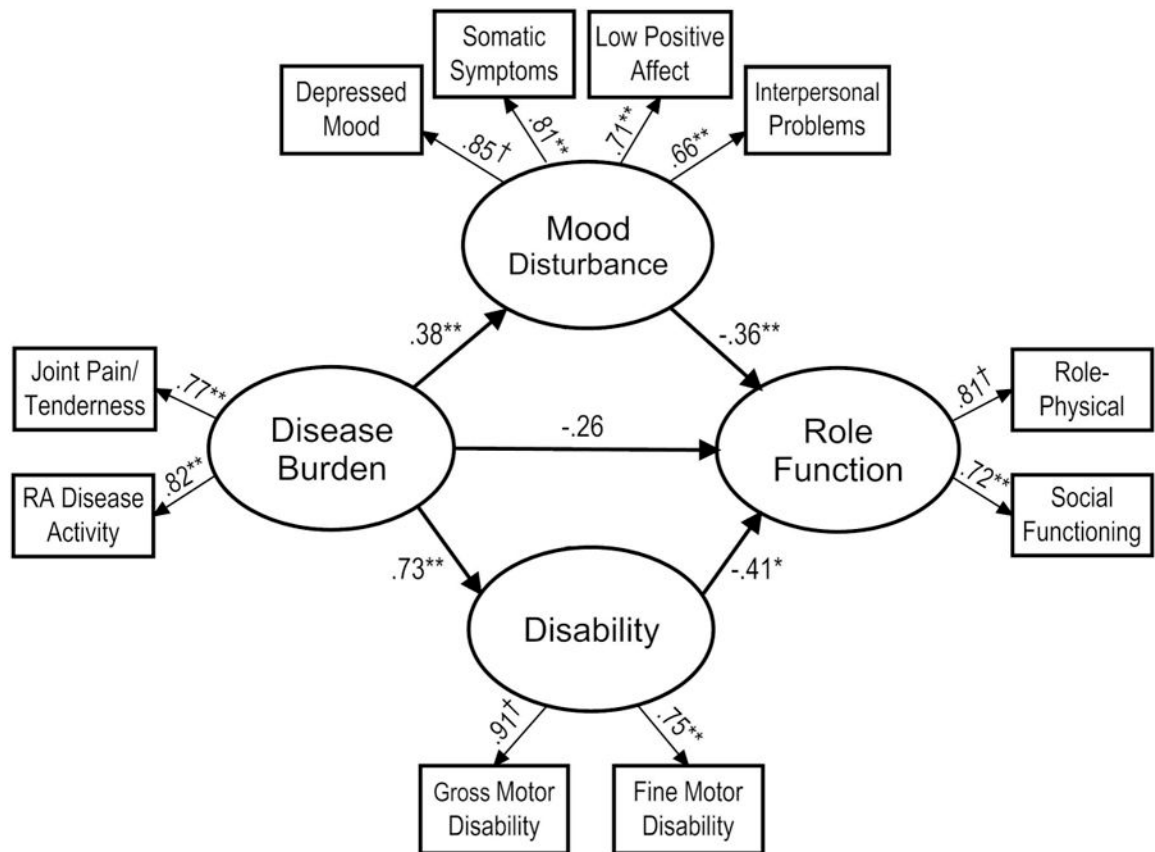 Somatic
Symptoms
Low Positive
Affect
Depressed
Mood
Interpersonal
Problems
.85†
.81**
.71**
.66**
Mood
Disturbance
.38**
-.36**
Joint Pain/
Tenderness
.77**
RA Disease
Activity
.82**
Disease
Burden
-.26
Role
Function
.81†
Role-
Physical
.72**
Social
Functioning
.73**
-.41*
Disability
.91†
.75**
Gross Motor
Disability
Fine Motor
Disability